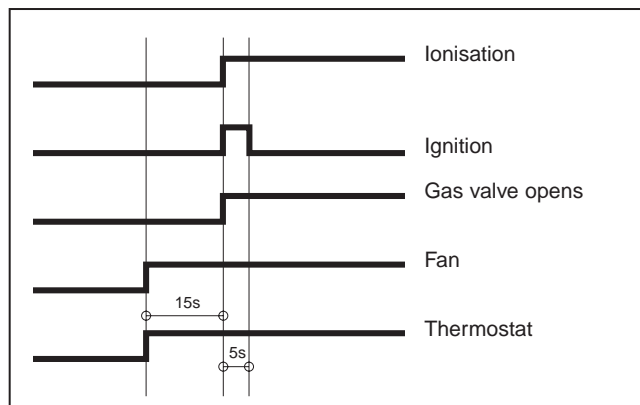 Ionisation
Ignition
Gas valve opens
Fan
15s
Thermostat
5s